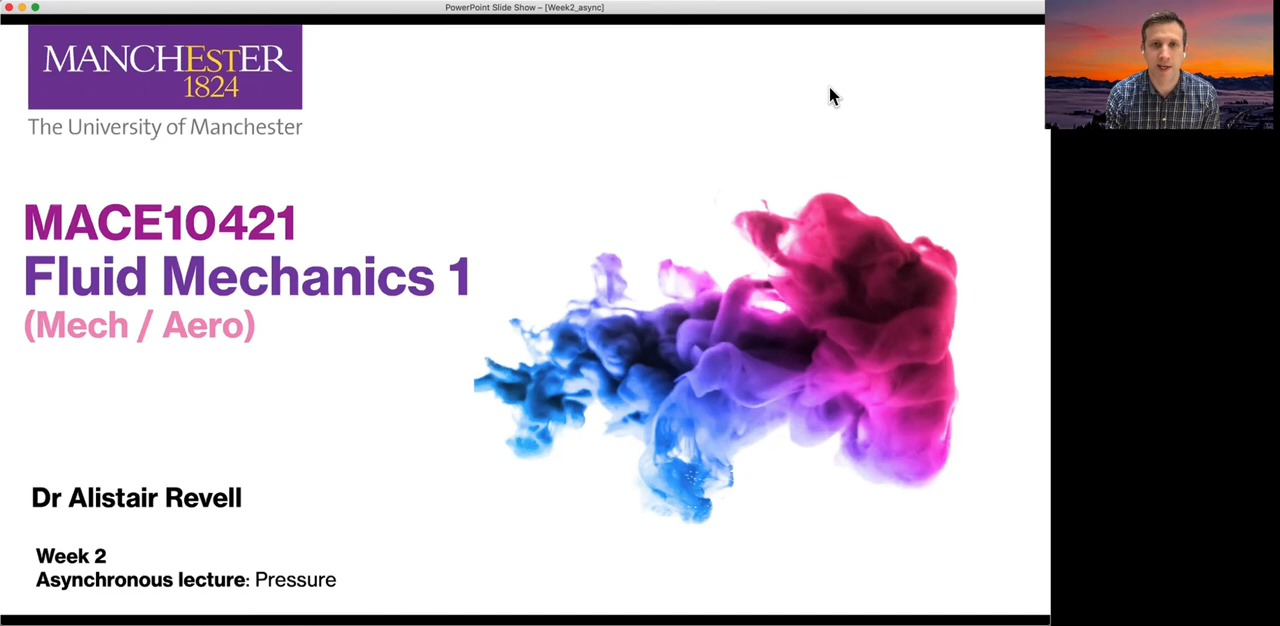 PowerPoint Slide Show – [Week2_async]
MANCHESTER
1824
The University of Manchester
MACE10421
Fluid Mechanics 1
(Mech / Aero)
Dr Alistair Revell
Week 2
Asynchronous lecture: Pressure